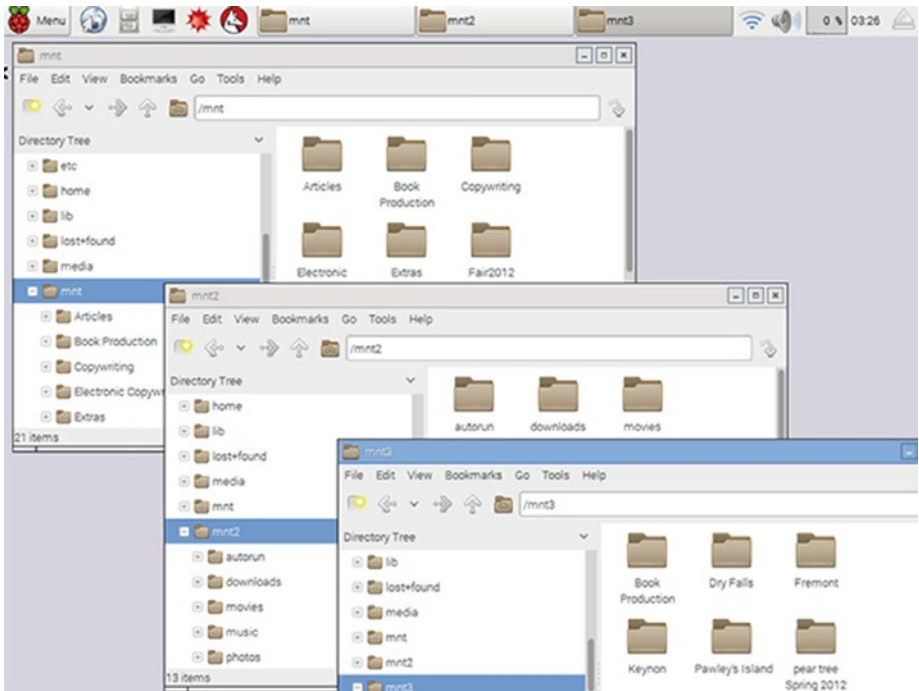 Menu mnt mnt2 mnt3 0 % 03:26
mnt
File Edit View Bookmarks Go Tools Help
/mnt
Directory Tree
etc
home
lib
lost+found
media
mnt
Articles
Book Production
Copywriting
Electronic Copywr
Extras
21 items
Articles
Book
Production
Copywriting
Electronic
Extras
Fair2012
mnt2
File Edit View Bookmarks Go Tools Help
/mnt2
Directory Tree
home
lib
lost+found
media
mnt
mnt2
autorun
downloads
movies
music
photos
13 items
autorun
downloads
movies
mnt3
File Edit View Bookmarks Go Tools Help
/mnt3
Directory Tree
lib
lost+found
media
mnt
mnt2
mnt3
Book
Production
Dry Falls
Fremont
Keynon
Pawley's Island
pear tree
Spring 2012